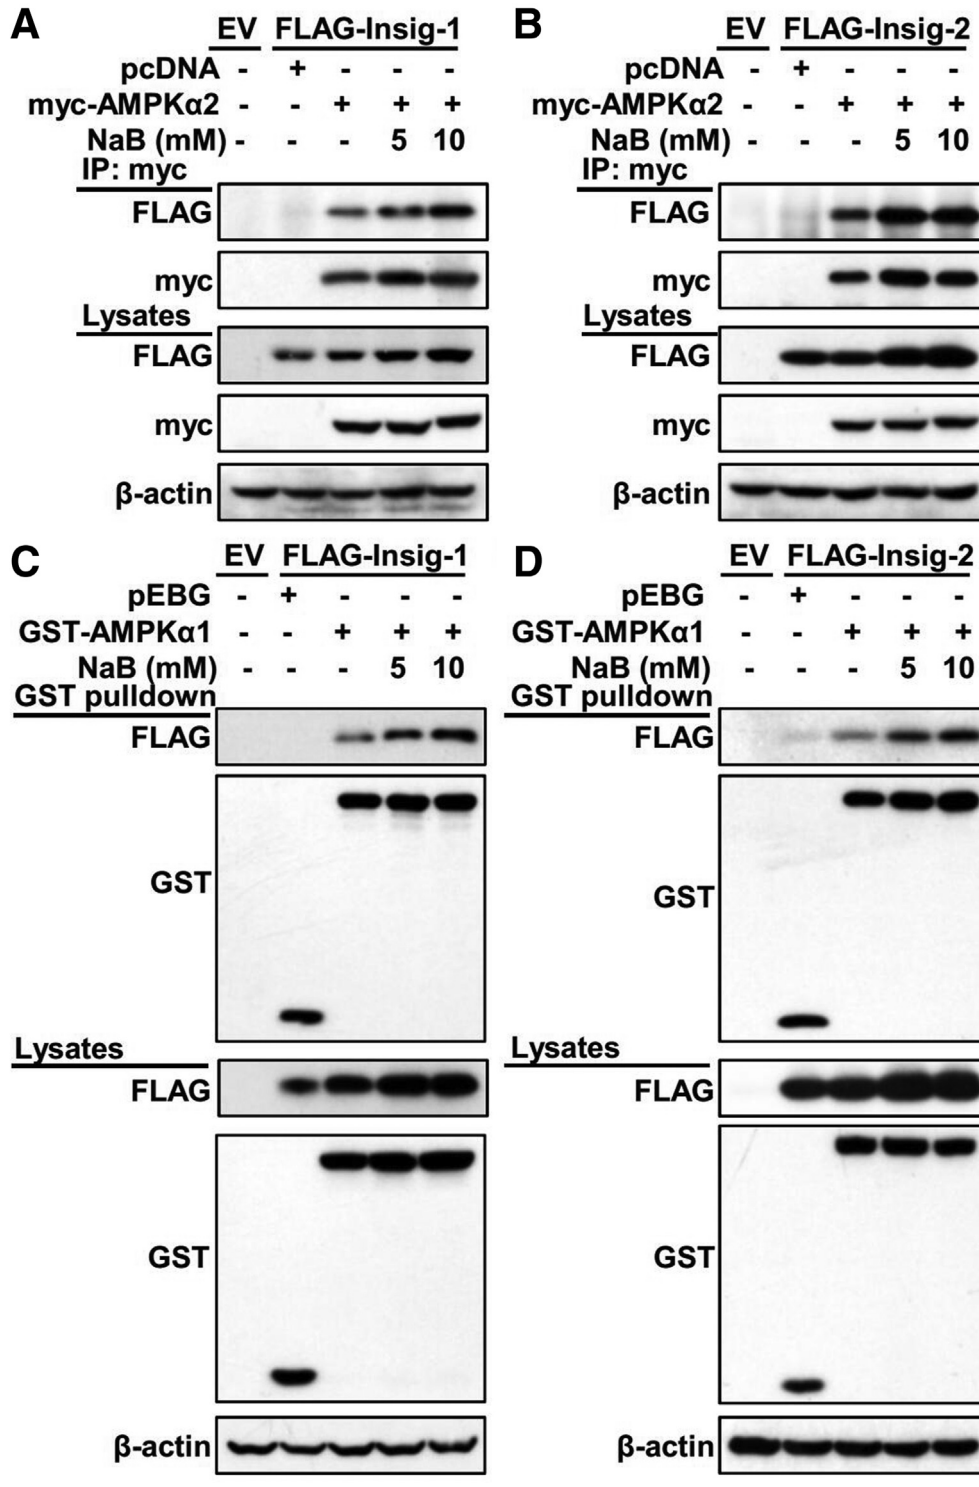 A
EV FLAG-Insig-1
pcDNA - + - - -
myc-AMPKα2 - - + + +
NaB (mM) - - - 5 10
IP: myc
FLAG
myc
Lysates
FLAG
myc
β-actin
B
EV FLAG-Insig-2
pcDNA - + - - -
myc-AMPKα2 - - + + +
NaB (mM) - - - 5 10
IP: myc
FLAG
myc
Lysates
FLAG
myc
β-actin
C
EV FLAG-Insig-1
pEBG - + - - -
GST-AMPKα1 - - + + +
NaB (mM) - - - 5 10
GST pulldown
FLAG
GST
Lysates
FLAG
GST
β-actin
D
EV FLAG-Insig-2
pEBG - + - - -
GST-AMPKα1 - - + + +
NaB (mM) - - - 5 10
GST pulldown
FLAG
GST
Lysates
FLAG
GST
β-actin